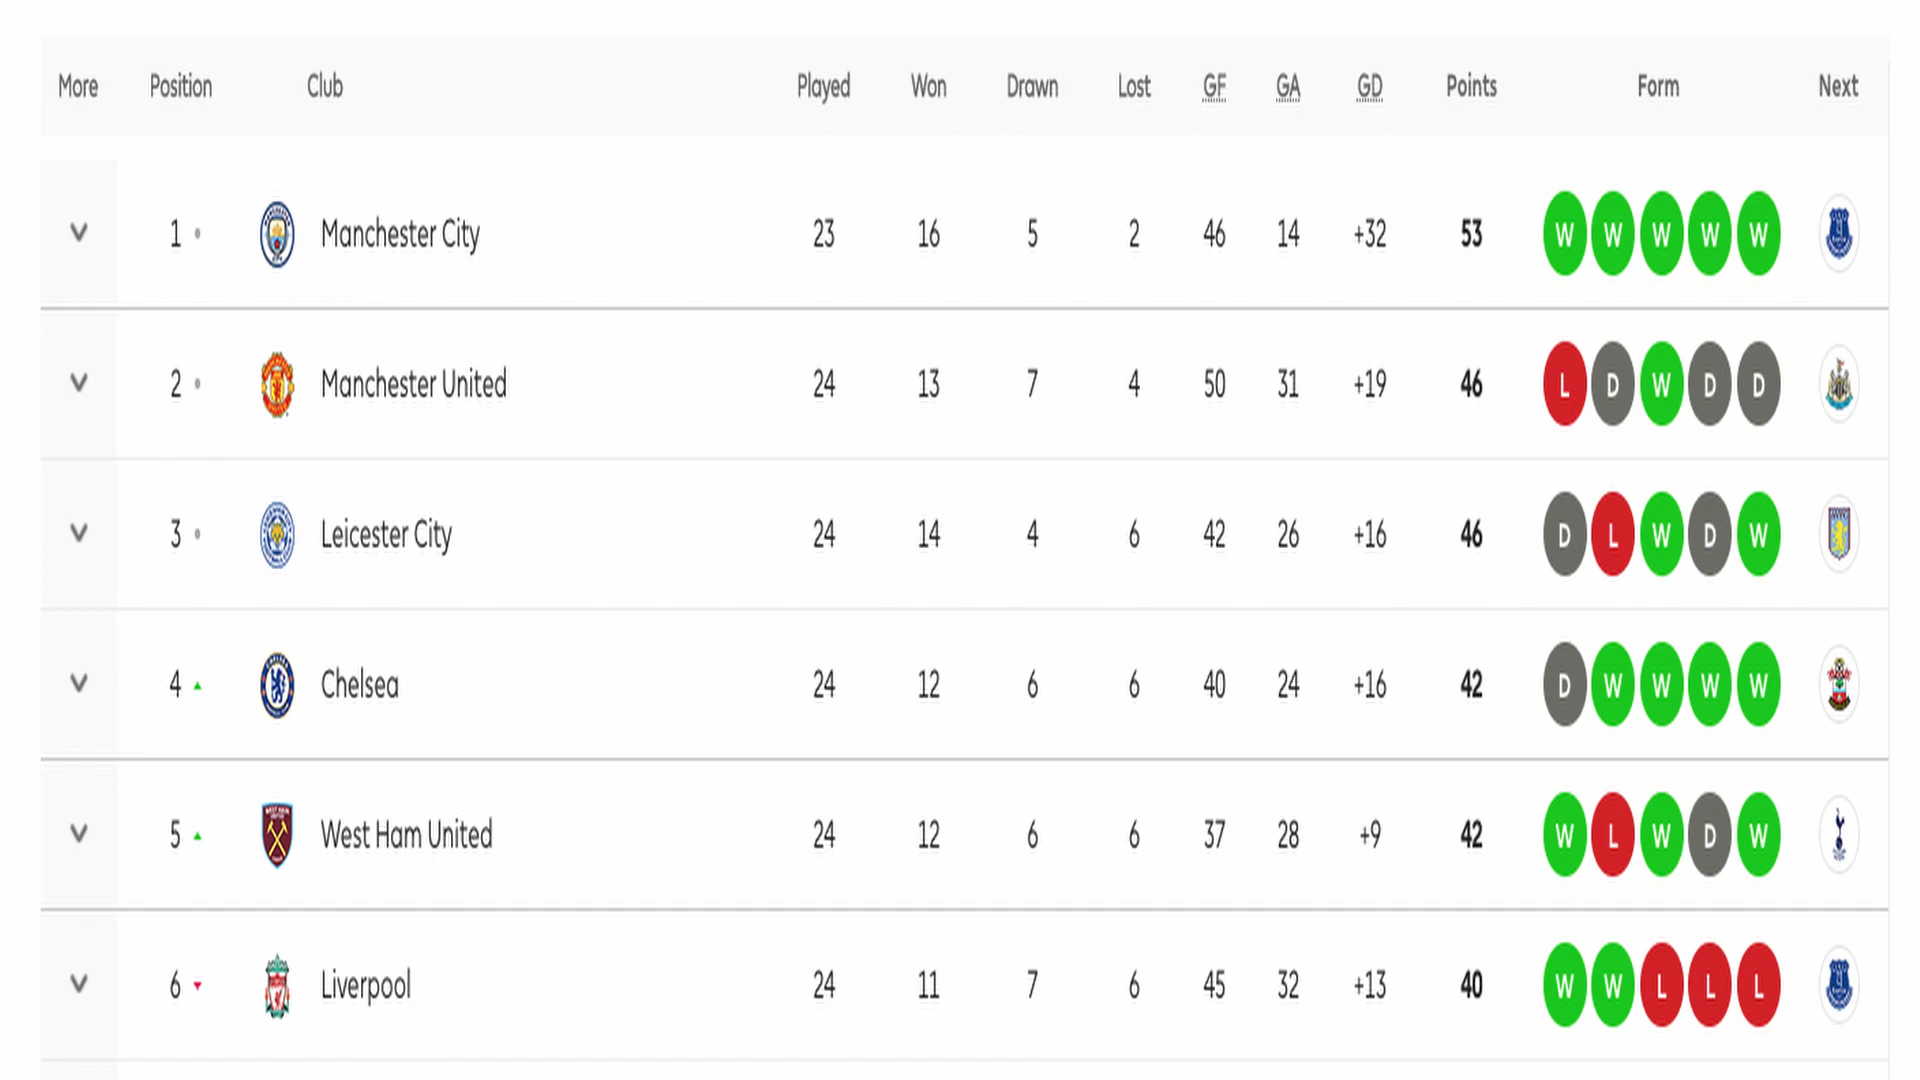 More Position Club Played Won Drawn Lost GF GA GD Points Form Next
1 Manchester City 23 16 5 2 46 14 +32 53 W W W W W
2 Manchester United 24 13 7 4 50 31 +19 46 L D W D D
3 Leicester City 24 14 4 6 42 26 +16 46 D L W D W
4 Chelsea 24 12 6 6 40 24 +16 42 D W W W W
5 West Ham United 24 12 6 6 37 28 +9 42 W L W D W
6 Liverpool 24 11 7 6 45 32 +13 40 W W L L L